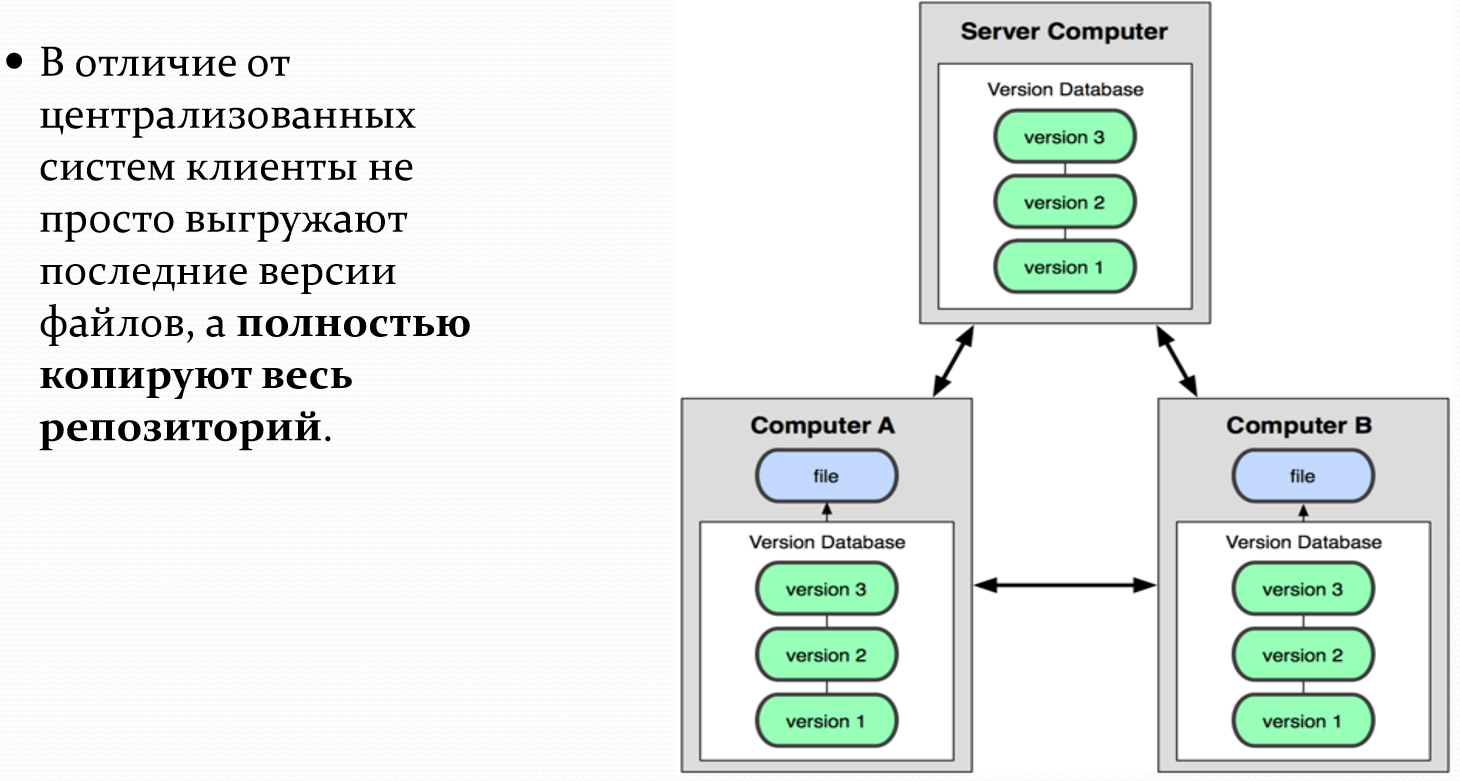 • В отличие от
централизованных
систем клиенты не
просто выгружают
последние версии
файлов, а полностью
копируют весь
репозиторий.
Server Computer
Version Database
version 3
version 2
version 1
Computer A
file
Version Database
version 3
version 2
version 1
Computer B
file
Version Database
version 3
version 2
version 1